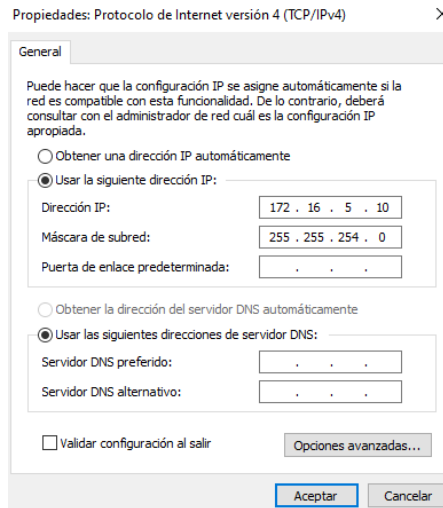 Propiedades: Protocolo de Internet versión 4 (TCP/IPv4)
General
Puede hacer que la configuración IP se asigne automáticamente si la
red es compatible con esta funcionalidad. De lo contrario, deberá
consultar con el administrador de red cuál es la configuración IP
apropiada.
Obtener una dirección IP automáticamente
Usar la siguiente dirección IP:
Dirección IP: 172 . 16 . 5 . 10
Máscara de subred: 255 . 255 . 254 . 0
Puerta de enlace predeterminada: . . .
Obtener la dirección del servidor DNS automáticamente
Usar las siguientes direcciones de servidor DNS:
Servidor DNS preferido: . . .
Servidor DNS alternativo: . . .
Validar configuración al salir Opciones avanzadas...
Aceptar Cancelar